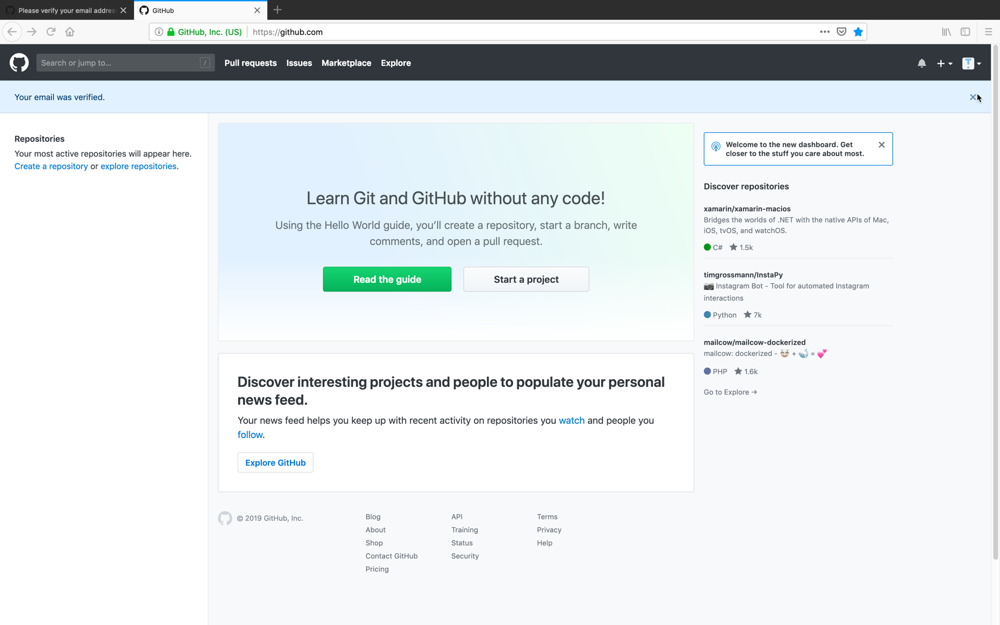 Please verify your email addres
GitHub
GitHub, Inc. (US)
https://github.com
Search or jump to...
/
Pull requests
Issues
Marketplace
Explore
Your email was verified.
Repositories
Your most active repositories will appear here.
Create a repository or explore repositories.
Learn Git and GitHub without any code!
Using the Hello World guide, you’ll create a repository, start a branch, write
comments, and open a pull request.
Read the guide
Start a project
Discover interesting projects and people to populate your personal
news feed.
Your news feed helps you keep up with recent activity on repositories you watch and people you
follow.
Explore GitHub
Welcome to the new dashboard. Get
closer to the stuff you care about most.
Discover repositories
xamarin/xamarin-macios
Bridges the worlds of .NET with the native APIs of Mac,
iOS, tvOS, and watchOS.
C# 1.5k
timgrossmann/InstaPy
📷 Instagram Bot - Tool for automated Instagram
interactions
Python 7k
mailcow/mailcow-dockerized
mailcow: dockerized - 🐮 + 🐋 = 💕
PHP 1.6k
Go to Explore →
© 2019 GitHub, Inc.
Blog
About
Shop
Contact GitHub
Pricing
API
Training
Status
Security
Terms
Privacy
Help